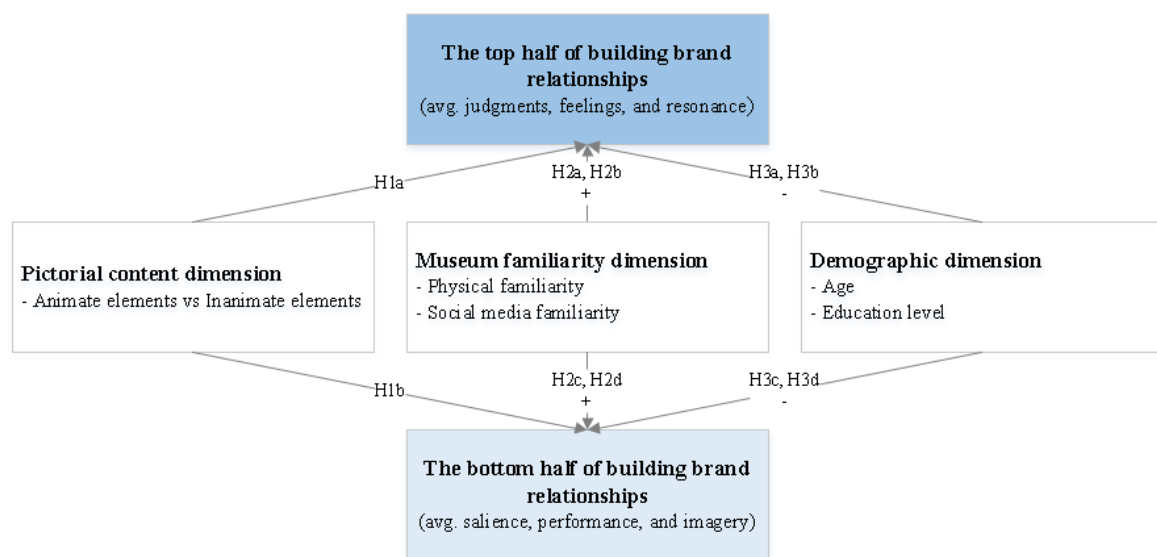 The top half of building brand
relationships
(avg. judgments, feelings, and resonance)
H1a
H2a, H2b
+
H3a, H3b
-
Pictorial content dimension
- Animate elements vs Inanimate elements
Museum familiarity dimension
- Physical familiarity
- Social media familiarity
Demographic dimension
- Age
- Education level
H1b
H2c, H2d
+
H3c, H3d
-
The bottom half of building brand
relationships
(avg. salience, performance, and imagery)